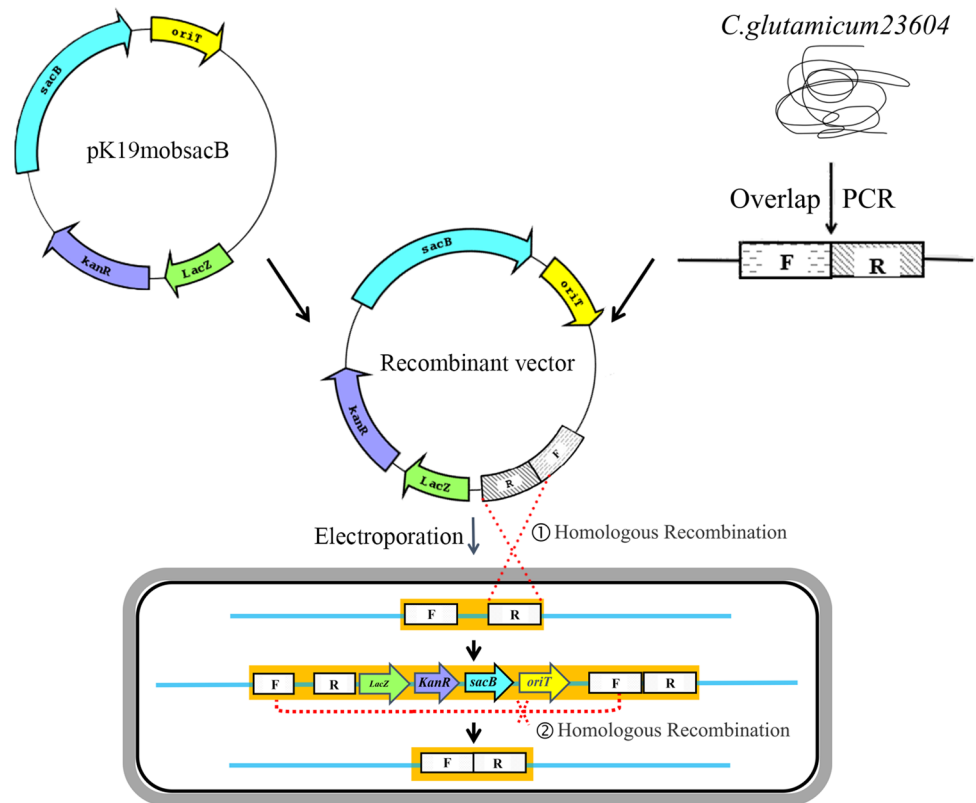 sacB
oriT
pK19mobsacB
kanR
LacZ
C.glutamicum23604
Overlap PCR
F R
sacB
oriT
Recombinant vector
kanR
LacZ
R F
Electroporation
① Homologous Recombination
F R
F R LacZ KanR sacB oriT F R
② Homologous Recombination
F R